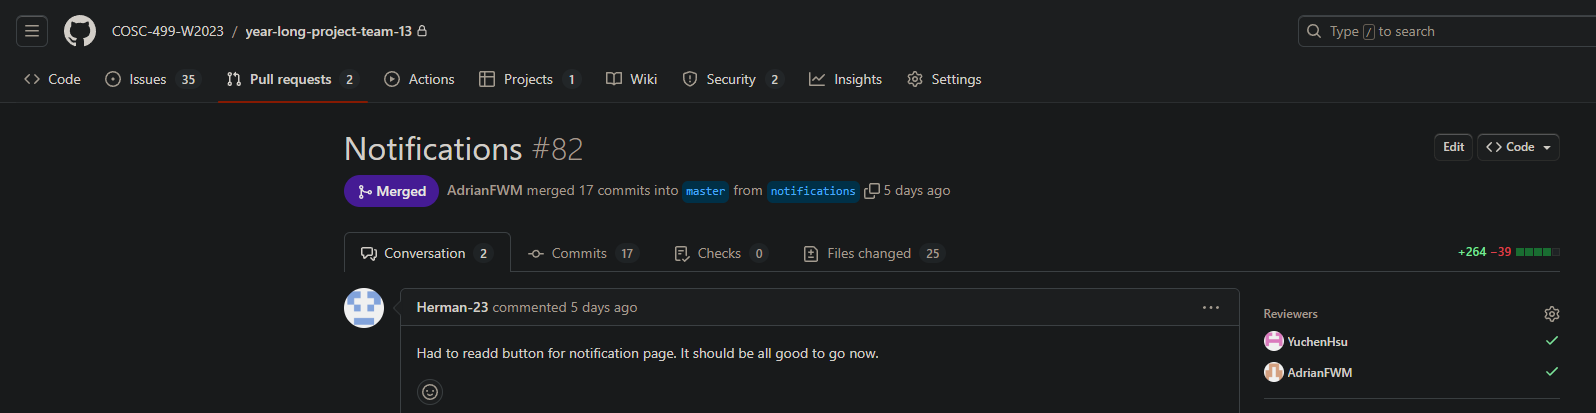 COSC-499-W2023 / year-long-project-team-13
Type / to search
Code Issues 35 Pull requests 2 Actions Projects 1 Wiki Security 2 Insights Settings
Notifications #82
Edit Code
Merged AdrianFWM merged 17 commits into master from notifications 5 days ago
Conversation 2 Commits 17 Checks 0 Files changed 25
+264 −39
Herman-23 commented 5 days ago
Had to readd button for notification page. It should be all good to go now.
Reviewers
YuchenHsu
AdrianFWM